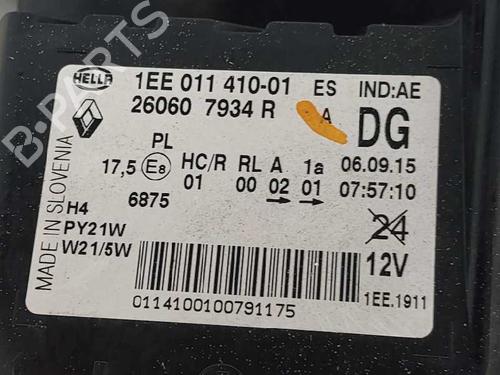 B-PARTS
HELLA
1EE 011 410-01 ES IND:AE
26060 7934 R A DG
PL
17,5 E8 HC/R RL A 1a 06.09.15
01 00 02 01 07:57:10
6875
H4
PY21W
W21/5W
24
12V
MADE IN SLOVENIA
0114100100791175
1EE.1911